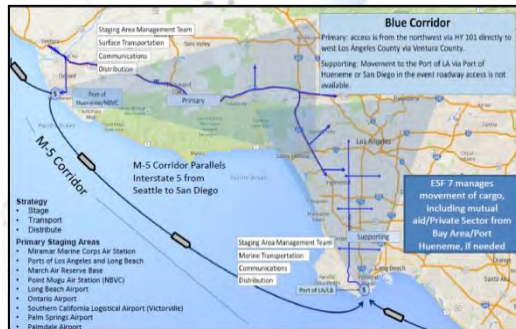 Blue Corridor
Primary: access is from the northwest via HY 101 directly to
west Los Angeles County via Ventura County.
Supporting: Movement to the Port of LA via Port of
Hueneme or San Diego in the event roadway access is not
available.
Staging Area Management Team
Surface Transportation
Communications
Distribution
Port of
Hueneme/NBVC
Primary
Los Angeles
M-5 Corridor
M-5 Corridor Parallels
Interstate 5 from
Seattle to San Diego
ESF 7 manages
movement of cargo,
including mutual
aid/Private Sector from
Bay Area/Port
Hueneme, if needed
Strategy
• Stage
• Transport
• Distribute
Primary Staging Areas
• Miramar Marine Corps Air Station
• Ports of Los Angeles and Long Beach
• March Air Reserve Base
• Point Mugu Air Station (NBVC)
• Long Beach Airport
• Ontario Airport
• Southern California Logistical Airport (Victorville)
• Palm Springs Airport
• Palmdale Airport
Staging Area Management Team
Marine Transportation
Communications
Distribution
Supporting
Long Beach
Port of LA/LB
S
S